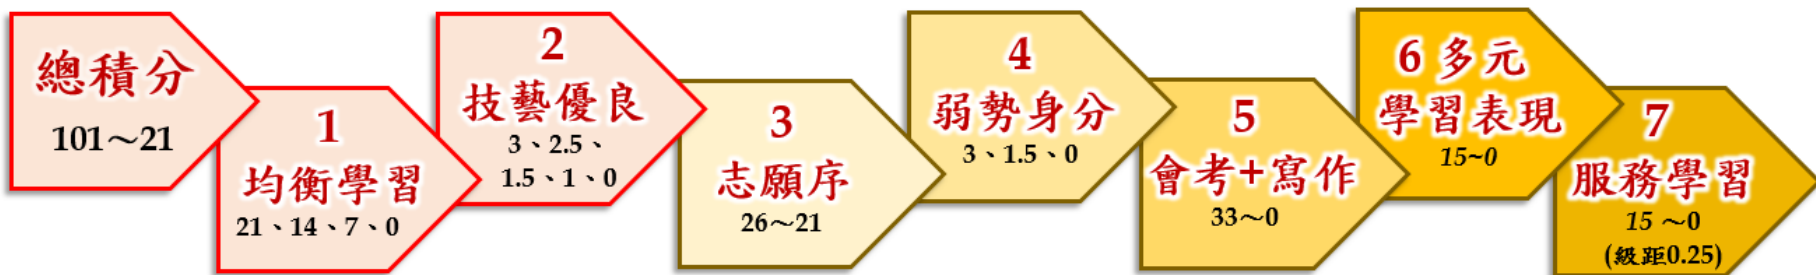 總積分
101～21
1
均衡學習
21、14、7、0
2
技藝優良
3、2.5、
1.5、1、0
3
志願序
26～21
4
弱勢身分
3、1.5、0
5
會考+寫作
33～0
6 多元
學習表現
15~0
7
服務學習
15 ～0
(級距0.25)